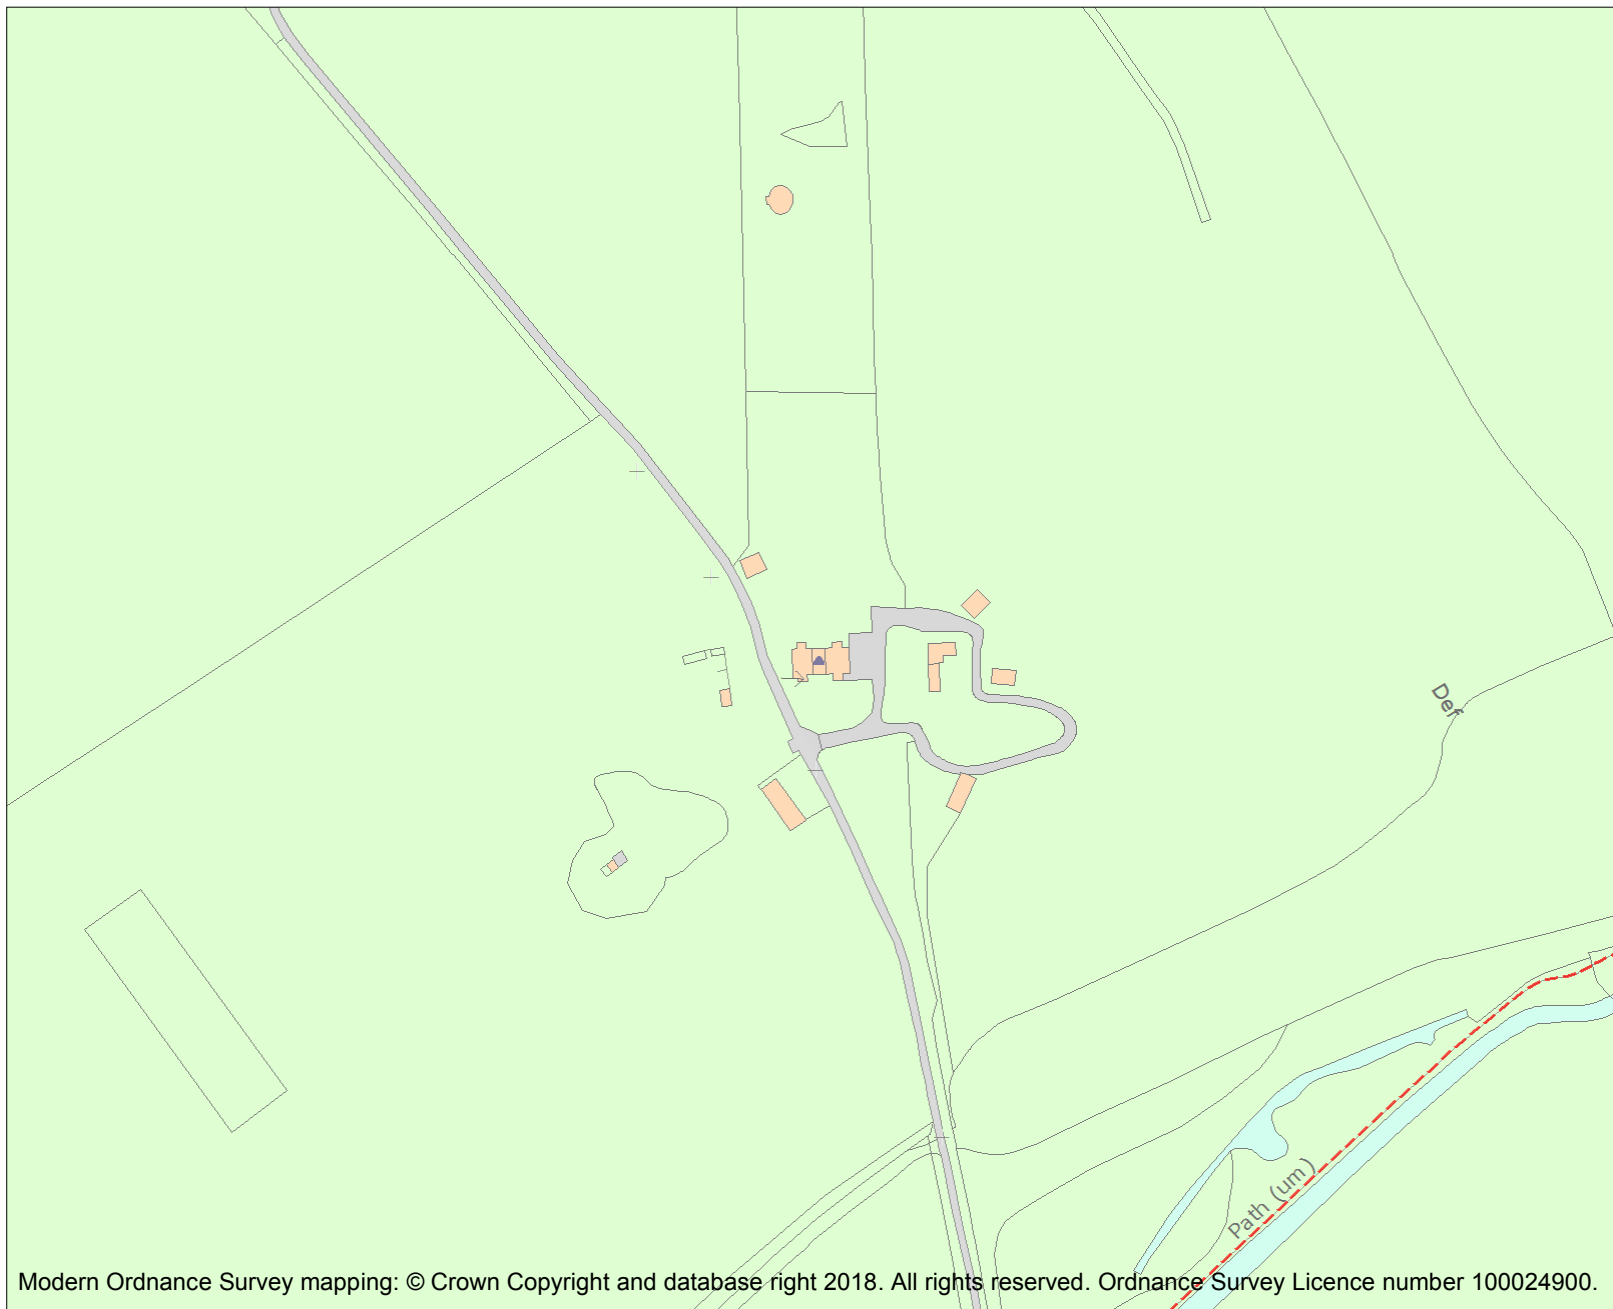 Def
Path (um)
Modern Ordnance Survey mapping: © Crown Copyright and database right 2018. All rights reserved. Ordnance Survey Licence number 100024900.